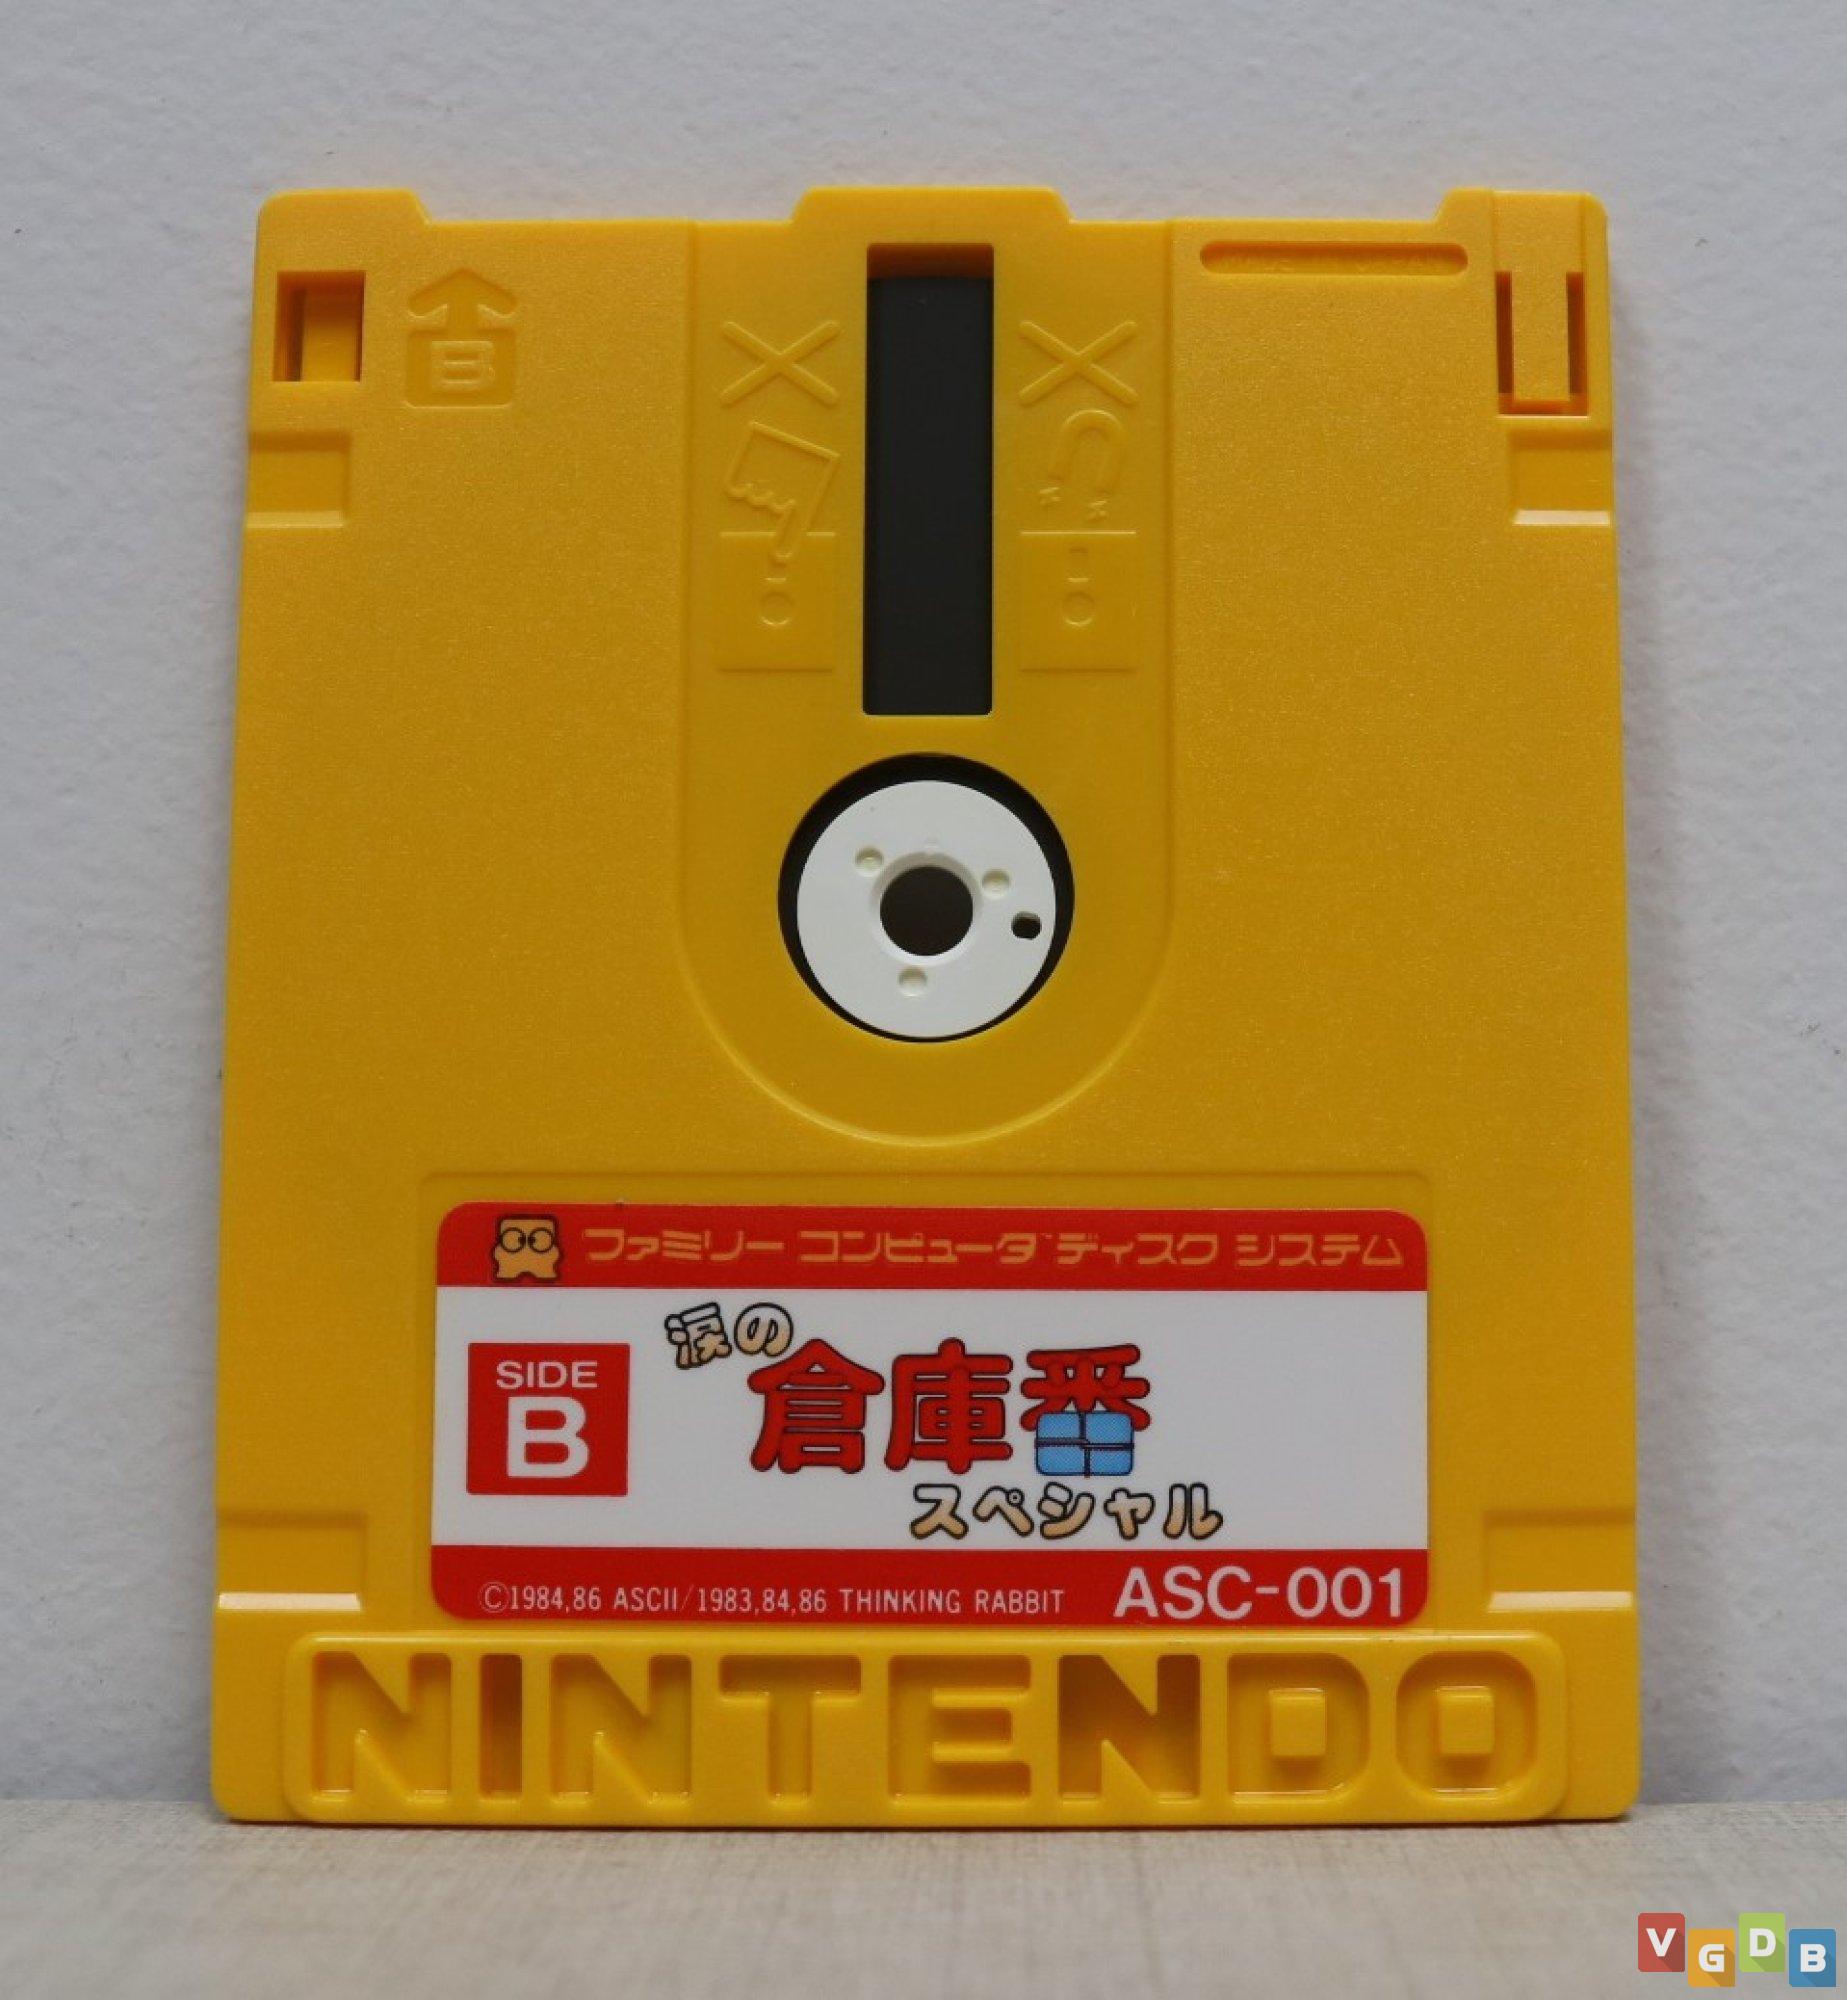 B
ファミリー コンピュータ ディスク システム
SIDE
B
涙の
倉庫番
スペシャル
©1984,86 ASCII/1983,84,86 THINKING RABBIT
ASC-001
NINTENDO
VGDB